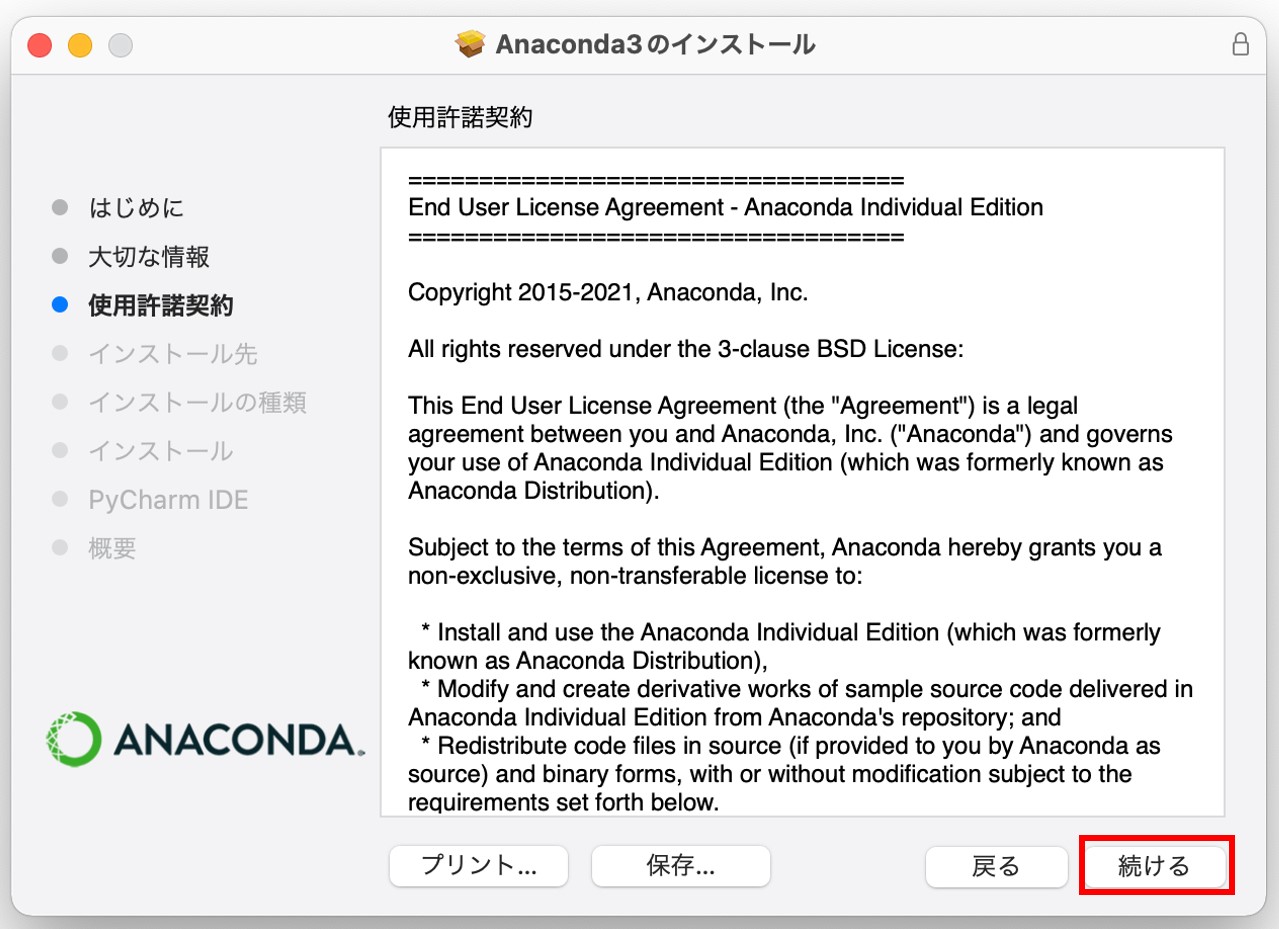 Anaconda3のインストール
使用許諾契約
はじめに
大切な情報
使用許諾契約
インストール先
インストールの種類
インストール
PyCharm IDE
概要
ANACONDA.
===================================
End User License Agreement - Anaconda Individual Edition
===================================
Copyright 2015-2021, Anaconda, Inc.
All rights reserved under the 3-clause BSD License:
This End User License Agreement (the "Agreement") is a legal
agreement between you and Anaconda, Inc. ("Anaconda") and governs
your use of Anaconda Individual Edition (which was formerly known as
Anaconda Distribution).
Subject to the terms of this Agreement, Anaconda hereby grants you a
non-exclusive, non-transferable license to:
* Install and use the Anaconda Individual Edition (which was formerly
known as Anaconda Distribution),
* Modify and create derivative works of sample source code delivered in
Anaconda Individual Edition from Anaconda's repository; and
* Redistribute code files in source (if provided to you by Anaconda as
source) and binary forms, with or without modification subject to the
requirements set forth below.
プリント...
保存...
戻る
続ける